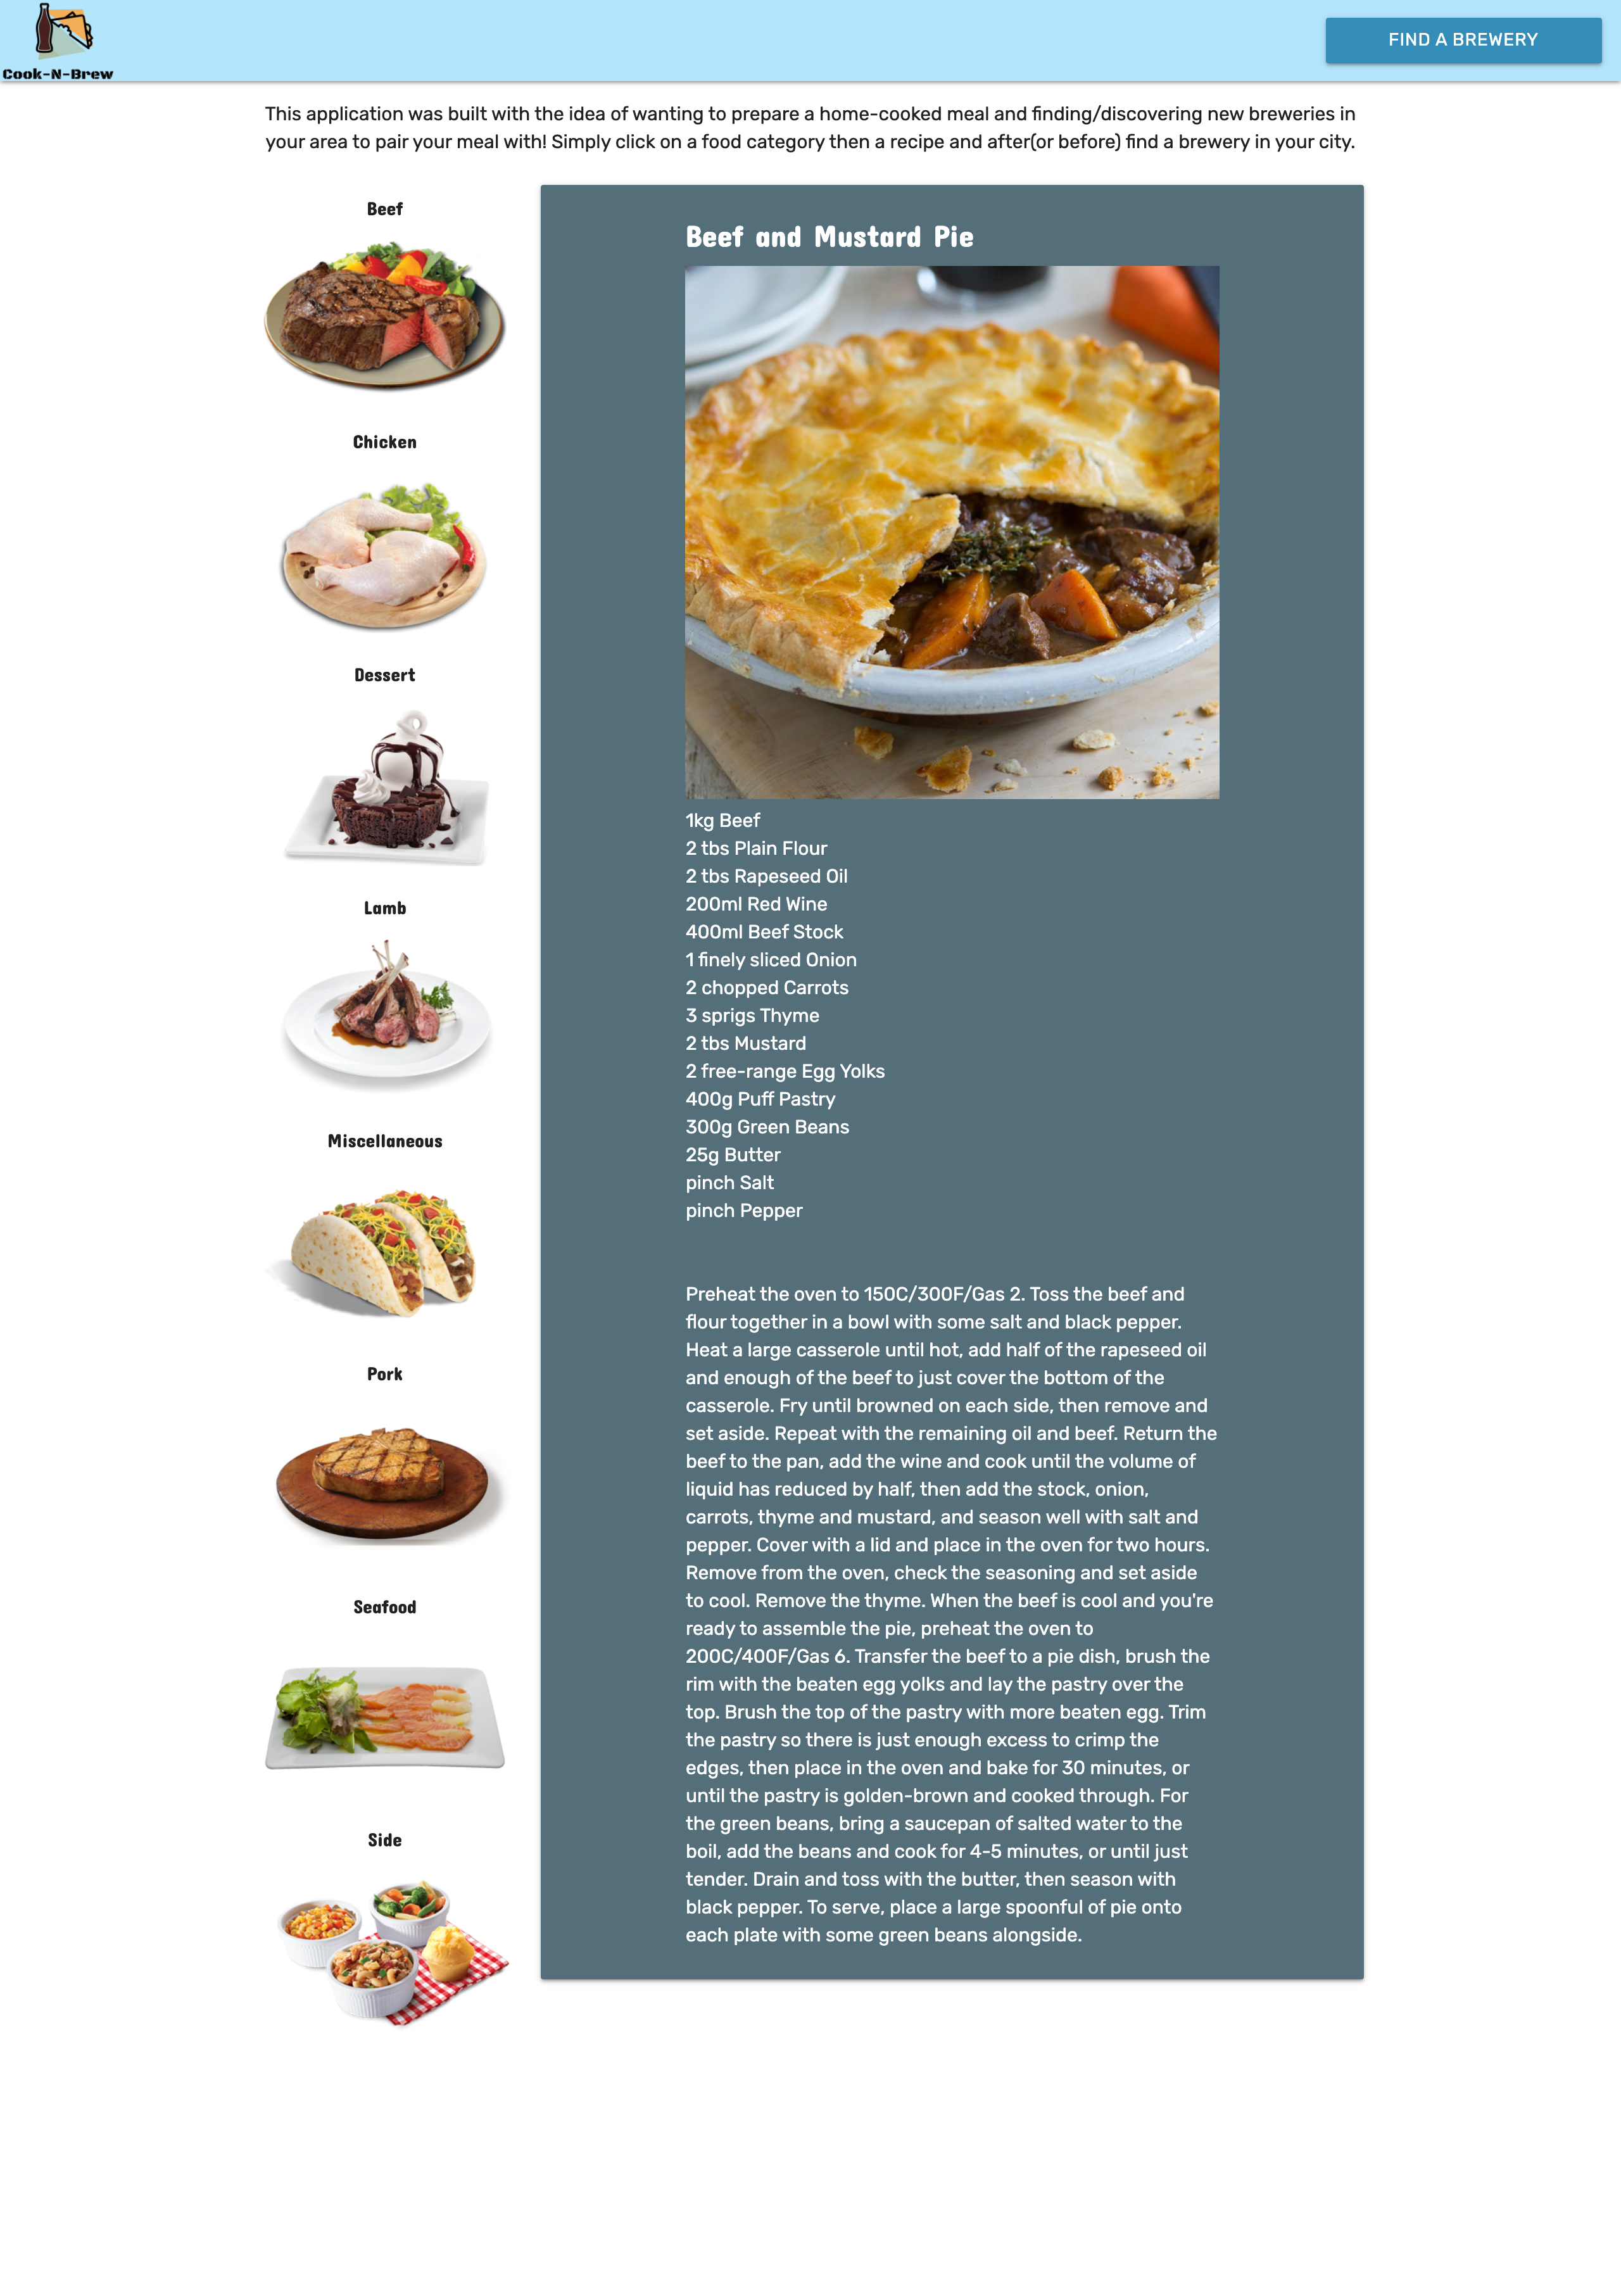 Cook-N-Brew
FIND A BREWERY
This application was built with the idea of wanting to prepare a home-cooked meal and finding/discovering new breweries in
your area to pair your meal with! Simply click on a food category then a recipe and after(or before) find a brewery in your city.
Beef
Chicken
Dessert
Lamb
Miscellaneous
Pork
Seafood
Side
Beef and Mustard Pie
1kg Beef
2 tbs Plain Flour
2 tbs Rapeseed Oil
200ml Red Wine
400ml Beef Stock
1 finely sliced Onion
2 chopped Carrots
3 sprigs Thyme
2 tbs Mustard
2 free-range Egg Yolks
400g Puff Pastry
300g Green Beans
25g Butter
pinch Salt
pinch Pepper
Preheat the oven to 150C/300F/Gas 2. Toss the beef and
flour together in a bowl with some salt and black pepper.
Heat a large casserole until hot, add half of the rapeseed oil
and enough of the beef to just cover the bottom of the
casserole. Fry until browned on each side, then remove and
set aside. Repeat with the remaining oil and beef. Return the
beef to the pan, add the wine and cook until the volume of
liquid has reduced by half, then add the stock, onion,
carrots, thyme and mustard, and season well with salt and
pepper. Cover with a lid and place in the oven for two hours.
Remove from the oven, check the seasoning and set aside
to cool. Remove the thyme. When the beef is cool and you're
ready to assemble the pie, preheat the oven to
200C/400F/Gas 6. Transfer the beef to a pie dish, brush the
rim with the beaten egg yolks and lay the pastry over the
top. Brush the top of the pastry with more beaten egg. Trim
the pastry so there is just enough excess to crimp the
edges, then place in the oven and bake for 30 minutes, or
until the pastry is golden-brown and cooked through. For
the green beans, bring a saucepan of salted water to the
boil, add the beans and cook for 4-5 minutes, or until just
tender. Drain and toss with the butter, then season with
black pepper. To serve, place a large spoonful of pie onto
each plate with some green beans alongside.